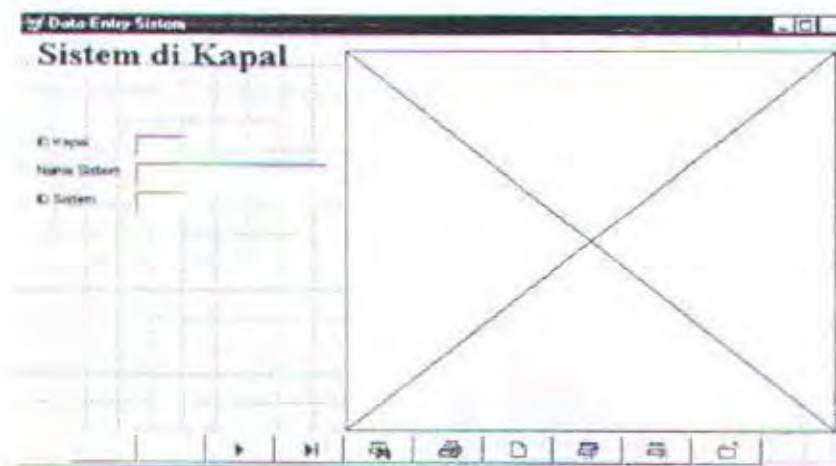 Data Entry Sistem
Sistem di Kapal
ID Kapal
Nama Sistem
ID Sistem